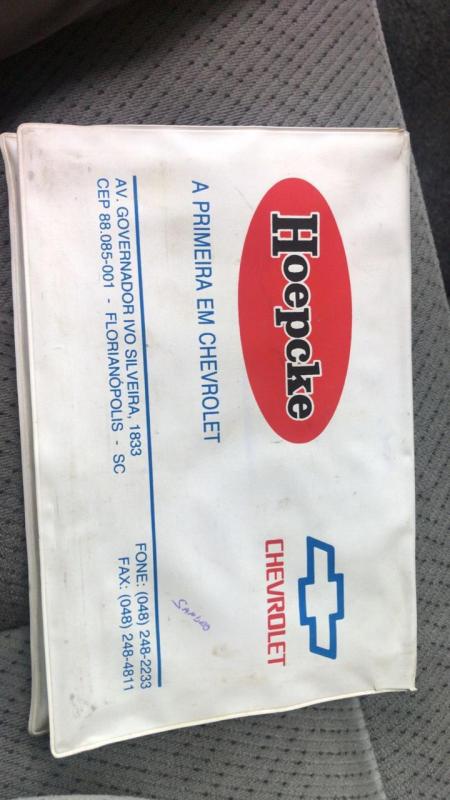 Hoepcke
CHEVROLET
A PRIMEIRA EM CHEVROLET
AV. GOVERNADOR IVO SILVEIRA, 1833
CEP 88.085-001 - FLORIANÓPOLIS - SC
FONE: (048) 248-2233
FAX: (048) 248-4811